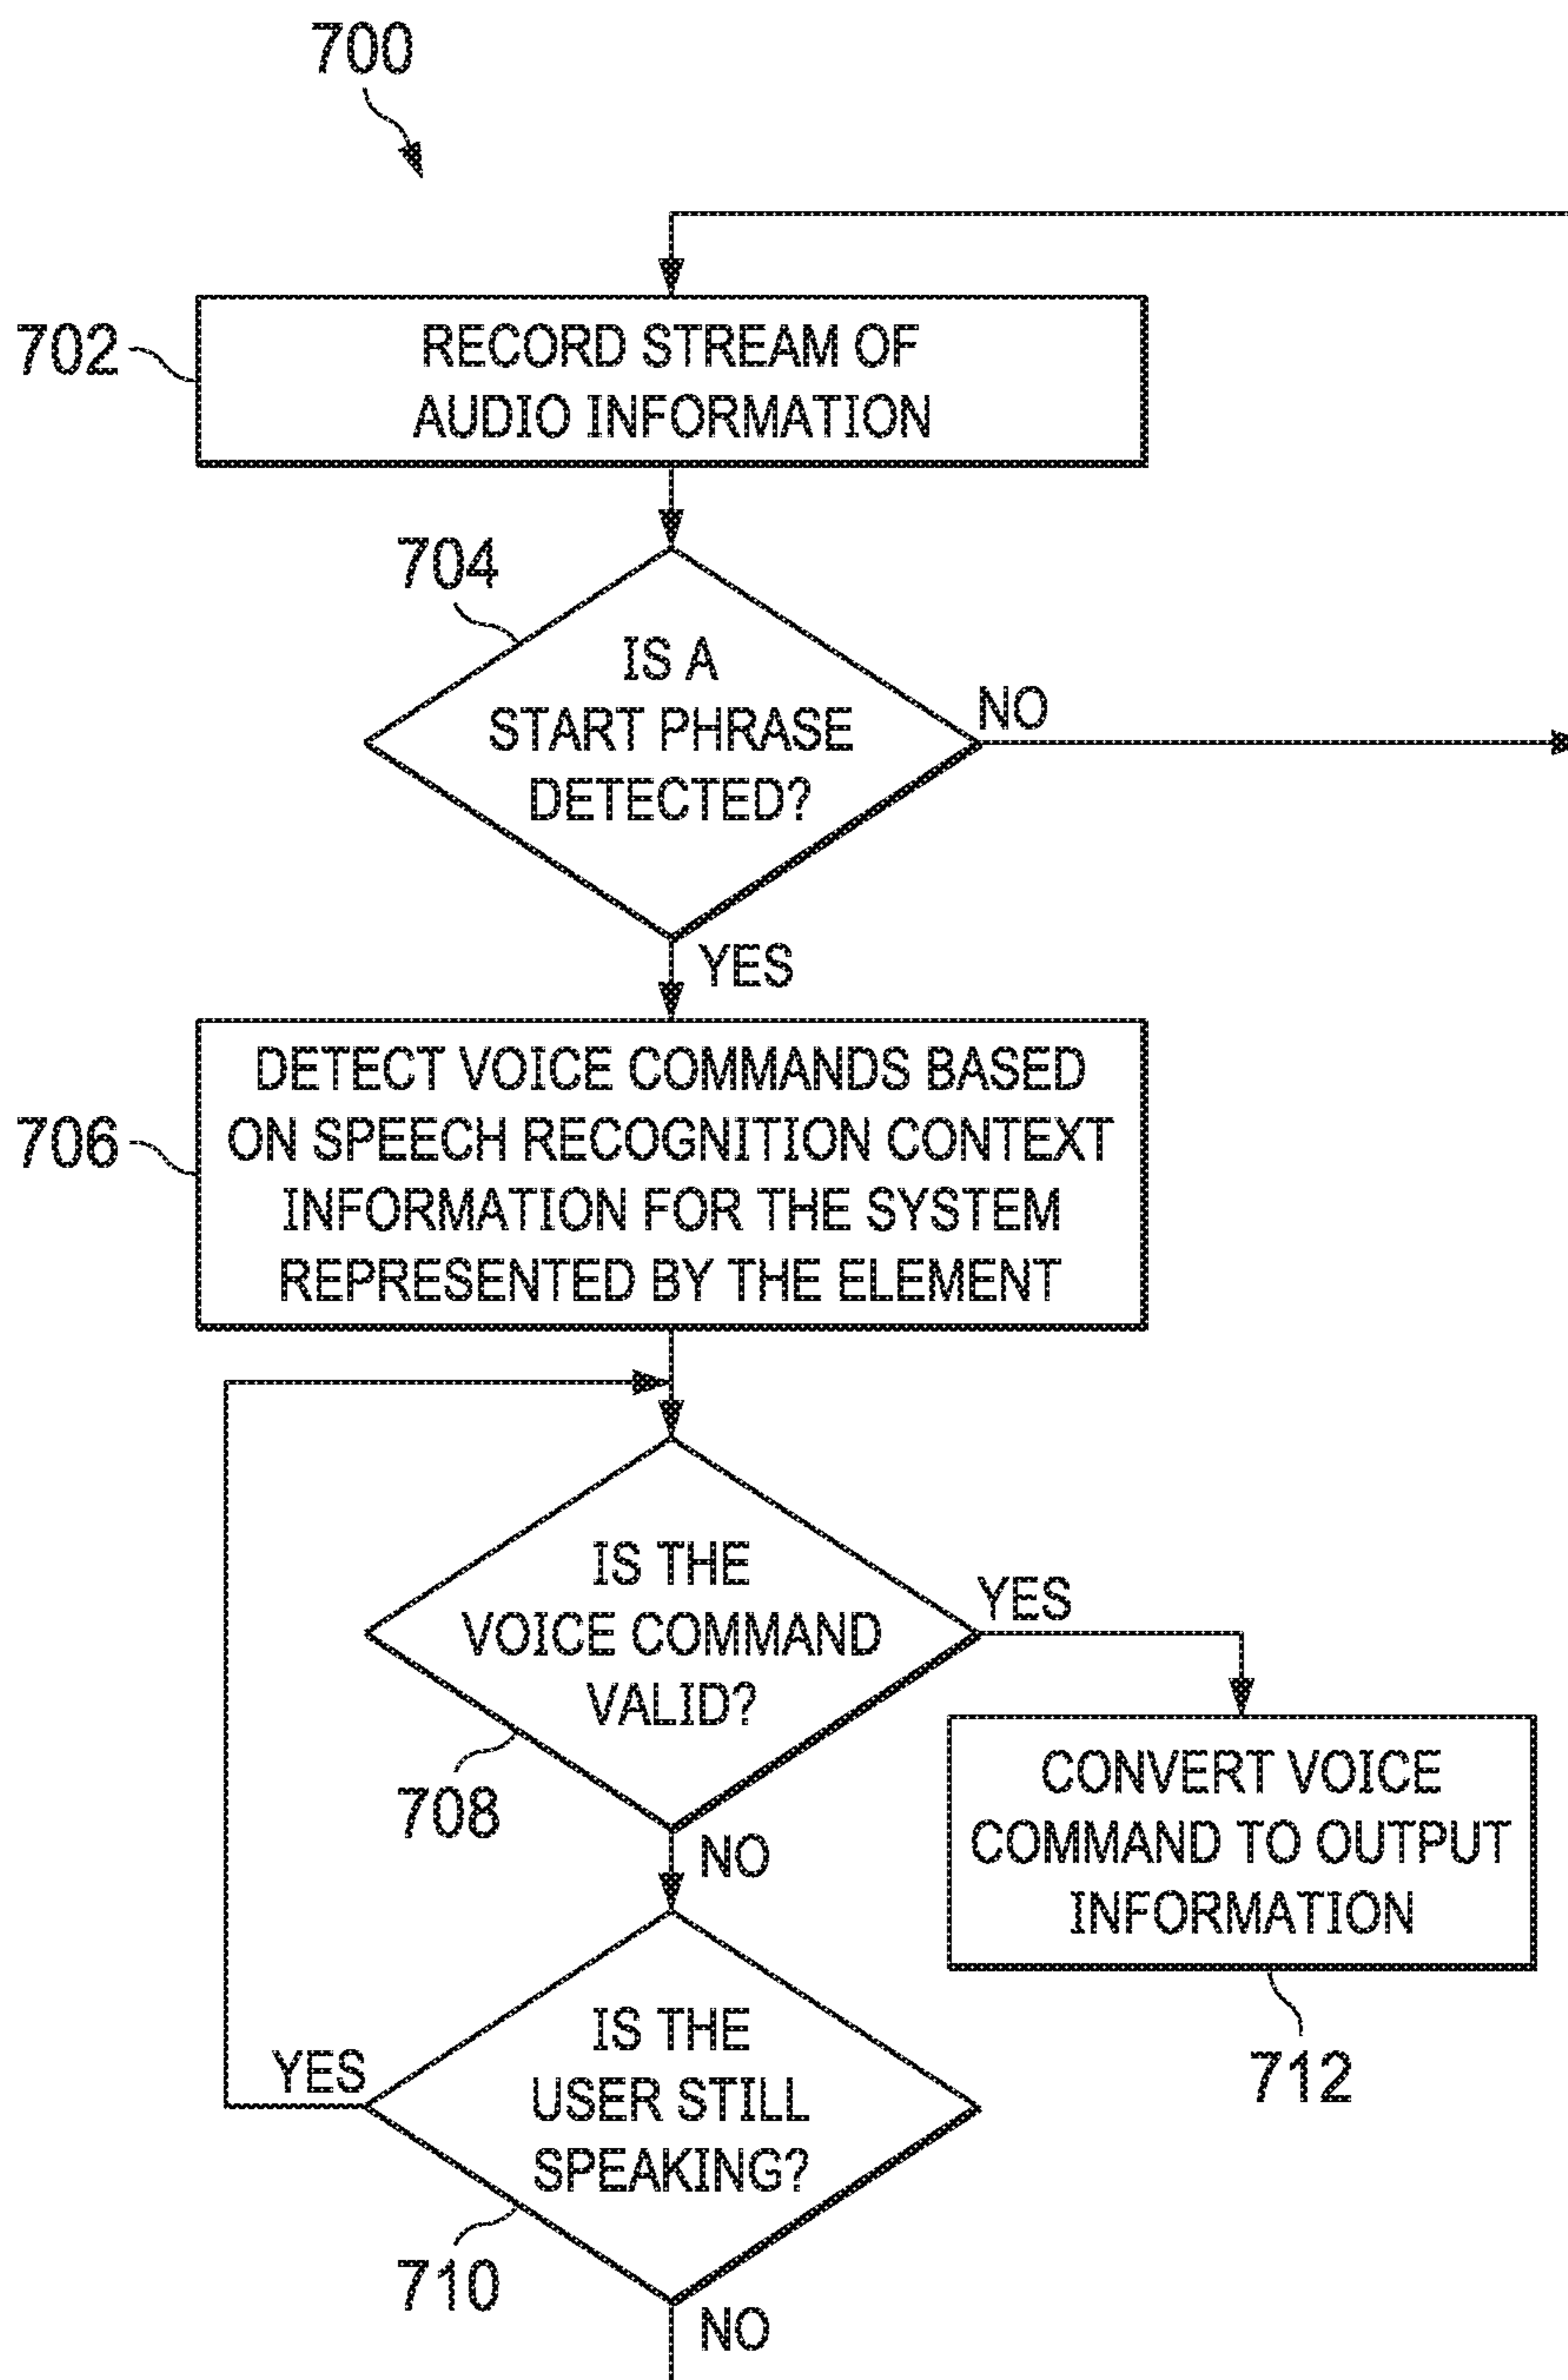 700
702
RECORD STREAM OF
AUDIO INFORMATION
704
IS A
START PHRASE
DETECTED?
NO
YES
706
DETECT VOICE COMMANDS BASED
ON SPEECH RECOGNITION CONTEXT
INFORMATION FOR THE SYSTEM
REPRESENTED BY THE ELEMENT
IS THE
VOICE COMMAND
VALID?
YES
708
NO
CONVERT VOICE
COMMAND TO OUTPUT
INFORMATION
712
IS THE
USER STILL
SPEAKING?
YES
710
NO